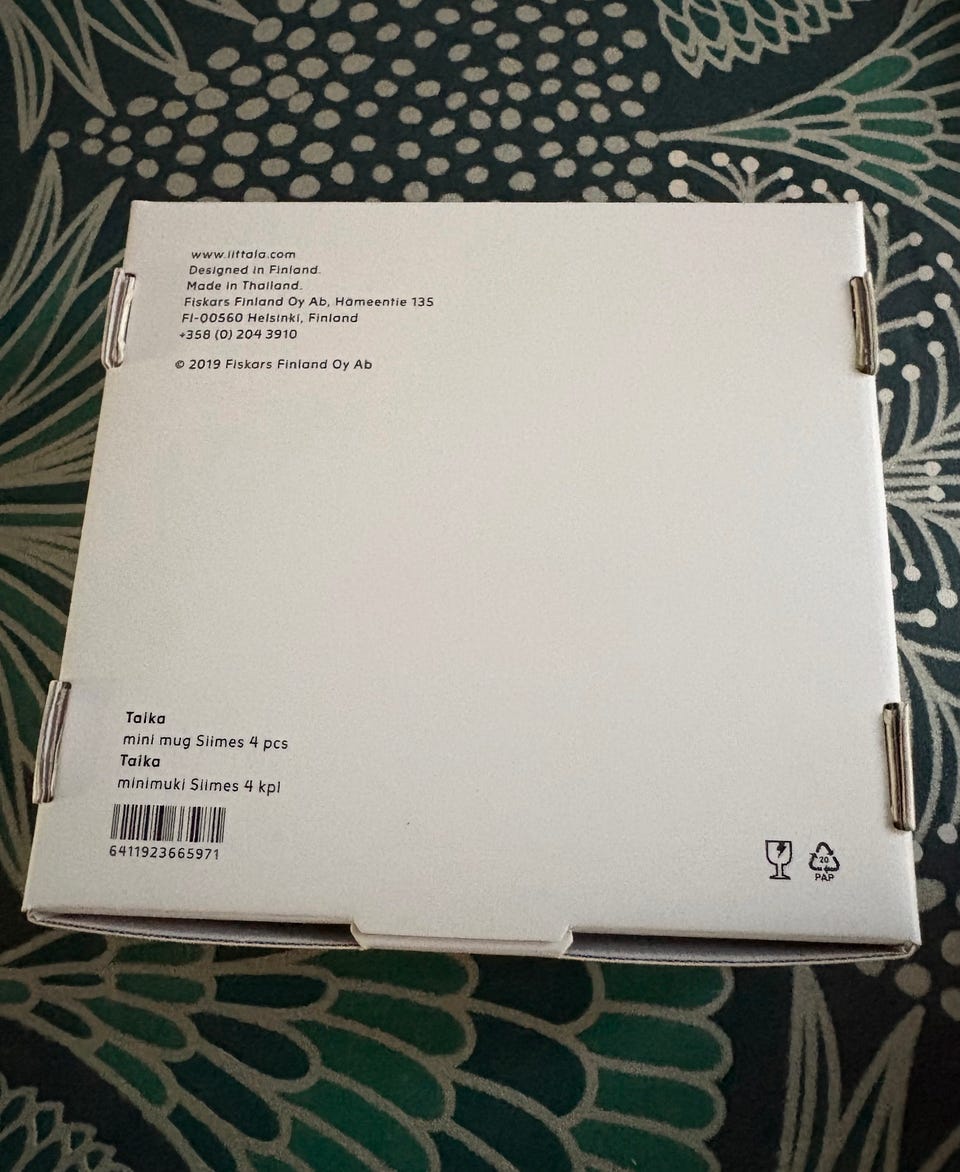 www.iittala.com
Designed in Finland.
Made in Thailand.
Fiskars Finland Oy Ab, Hämeentie 135
FI-00560 Helsinki, Finland
+358 (0) 204 3910
© 2019 Fiskars Finland Oy Ab
Taika
mini mug Siimes 4 pcs
Taika
minimuki Siimes 4 kpl
6411923665971
20
PAP